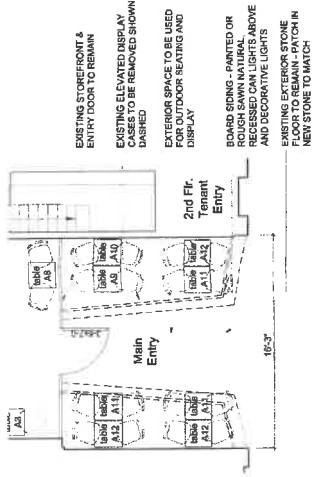 EXISTING STOREFRONT &
ENTRY DOOR TO REMAIN
EXISTING ELEVATED DISPLAY
CASES TO BE REMOVED SHOWN
DASHED
EXTERIOR SPACE TO BE USED
FOR OUTDOOR SEATING AND
DISPLAY
BOARD SIDING - PAINTED OR
ROUGH SAWN NATURAL.
RECESSED CAN LIGHTS ABOVE
AND DECORATIVE LIGHTS
EXISTING EXTERIOR STONE
FLOOR TO REMAIN - PATCH IN
NEW STONE TO MATCH
A3
table
A8
table
A10
table
A9
2nd Flr.
Tenant
Entry
table
A12
table
A11
Main
Entry
table
A11
table
A12
table
A11
table
A12
16'-3"